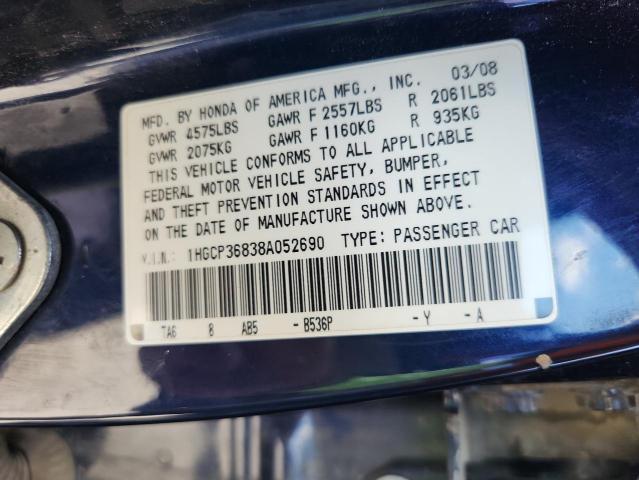 MFD. BY HONDA OF AMERICA MFG., INC. 03/08
GVWR 4575LBS GAWR F 2557LBS R 2061LBS
GVWR 2075KG GAWR F 1160KG R 935KG
THIS VEHICLE CONFORMS TO ALL APPLICABLE
FEDERAL MOTOR VEHICLE SAFETY, BUMPER,
AND THEFT PREVENTION STANDARDS IN EFFECT
ON THE DATE OF MANUFACTURE SHOWN ABOVE.
V.I.N.: 1HGCP36838A052690 TYPE: PASSENGER CAR
TA6 8 AB5 - B536P - Y - A